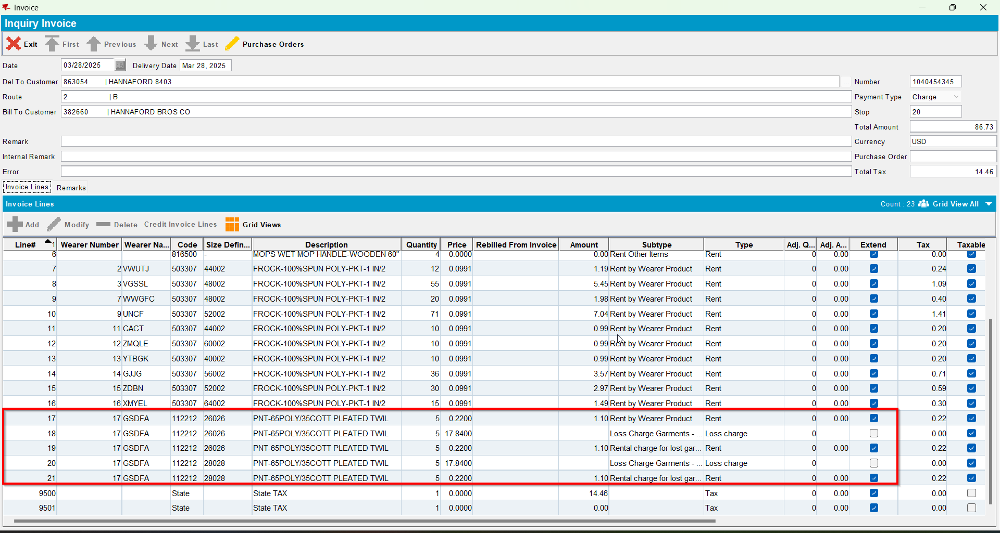 Invoice
Inquiry Invoice
Exit First Previous Next Last Purchase Orders
Date 03/28/2025 Delivery Date Mar 28, 2025
Del To Customer 863054 | HANNAFORD 8403 ... Number 1040454345
Route 2 | B Payment Type Charge
Bill To Customer 382660 | HANNAFORD BROS CO Stop 20
Total Amount 86.73
Remark Currency USD
Internal Remark Purchase Order
Error Total Tax 14.46
Invoice Lines Remarks
Invoice Lines Count : 23 Grid View All
Add Modify Delete Credit Invoice Lines Grid Views
Line# 1 Wearer Number Wearer Na... Code Size Defin... Description Quantity Price Rebilled From Invoice Amount Subtype Type Adj. Q... Adj. A... Extend Tax Taxable
6 816500 - MOPS WET MOP HANDLE-WOODEN 60" 4 0.0000 0.00 Rent Other Items Rent 0 0.00 0.00
7 2 VWUTJ 503307 44002 FROCK-100%SPUN POLY-PKT-1 IN/2 12 0.0991 1.19 Rent by Wearer Product Rent 0 0.00 0.24
8 3 VGSSL 503307 48002 FROCK-100%SPUN POLY-PKT-1 IN/2 55 0.0991 5.45 Rent by Wearer Product Rent 0 0.00 1.09
9 7 WWGFC 503307 48002 FROCK-100%SPUN POLY-PKT-1 IN/2 20 0.0991 1.98 Rent by Wearer Product Rent 0 0.00 0.40
10 9 UNCF 503307 52002 FROCK-100%SPUN POLY-PKT-1 IN/2 71 0.0991 7.04 Rent by Wearer Product Rent 0 0.00 1.41
11 11 CACT 503307 44002 FROCK-100%SPUN POLY-PKT-1 IN/2 10 0.0991 0.99 Rent by Wearer Product Rent 0 0.00 0.20
12 12 ZMQLE 503307 60002 FROCK-100%SPUN POLY-PKT-1 IN/2 10 0.0991 0.99 Rent by Wearer Product Rent 0 0.00 0.20
13 13 YTBGK 503307 40002 FROCK-100%SPUN POLY-PKT-1 IN/2 10 0.0991 0.99 Rent by Wearer Product Rent 0 0.00 0.20
14 14 GJJG 503307 56002 FROCK-100%SPUN POLY-PKT-1 IN/2 36 0.0991 3.57 Rent by Wearer Product Rent 0 0.00 0.71
15 15 ZDBN 503307 52002 FROCK-100%SPUN POLY-PKT-1 IN/2 30 0.0991 2.97 Rent by Wearer Product Rent 0 0.00 0.59
16 16 XMYEL 503307 64002 FROCK-100%SPUN POLY-PKT-1 IN/2 15 0.0991 1.49 Rent by Wearer Product Rent 0 0.00 0.30
17 17 GSDFA 112212 26026 PNT-65POLY/35COTT PLEATED TWIL 5 0.2200 1.10 Rent by Wearer Product Rent 0 0.00 0.22
18 17 GSDFA 112212 26026 PNT-65POLY/35COTT PLEATED TWIL 5 17.8400 Loss Charge Garments - ... Loss charge 0 0.00
19 17 GSDFA 112212 26026 PNT-65POLY/35COTT PLEATED TWIL 5 0.2200 1.10 Rental charge for lost gar... Rent 0 0.00 0.22
20 17 GSDFA 112212 28028 PNT-65POLY/35COTT PLEATED TWIL 5 17.8400 Loss Charge Garments - ... Loss charge 0 0.00
21 17 GSDFA 112212 28028 PNT-65POLY/35COTT PLEATED TWIL 5 0.2200 1.10 Rental charge for lost gar... Rent 0 0.00 0.22
9500 State State TAX 1 0.0000 14.46 Tax 0 0.00 0.00
9501 State State TAX 1 0.0000 0.00 Tax 0 0.00 0.00